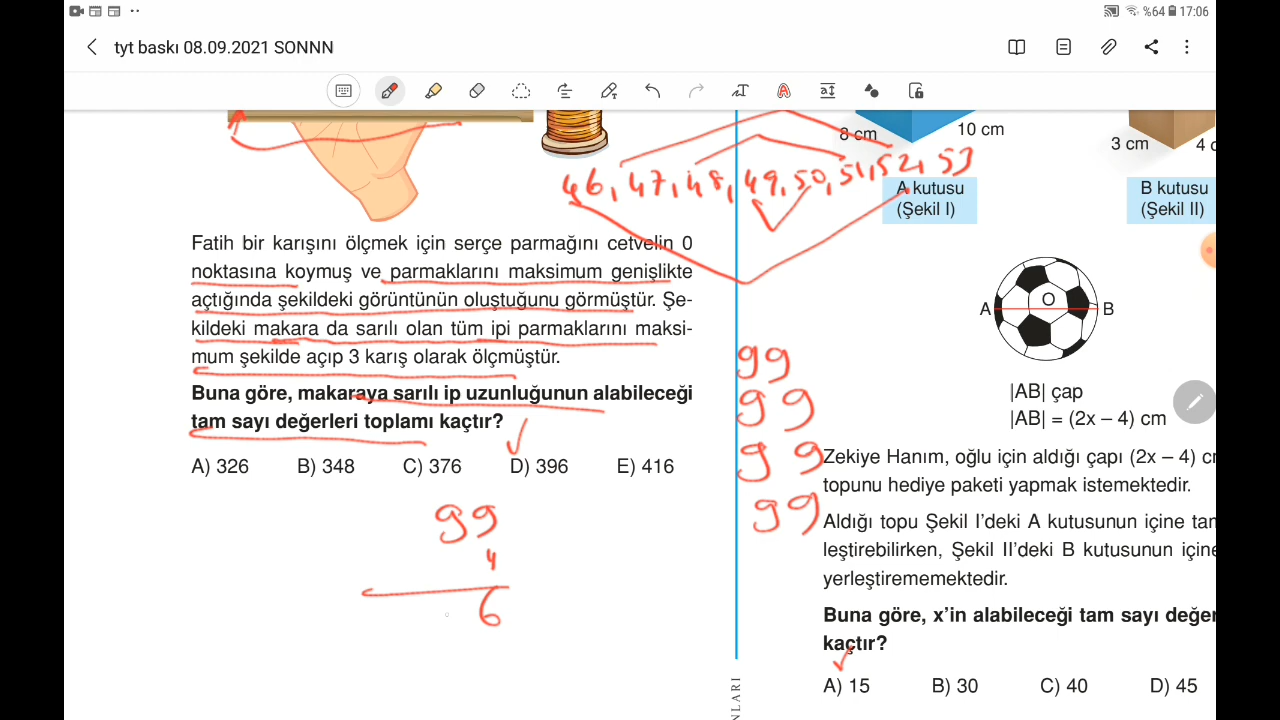 %64 17:06
tyt baskı 08.09.2021 SONNN
46, 47, 48, 49, 50, 51, 52, 53
Fatih bir karışını ölçmek için serçe parmağını cetvelin 0
noktasına koymuş ve parmaklarını maksimum genişlikte
açtığında şekildeki görüntünün oluştuğunu görmüştür. Şe-
kildeki makara da sarılı olan tüm ipi parmaklarını maksi-
mum şekilde açıp 3 karış olarak ölçmüştür.
Buna göre, makaraya sarılı ip uzunluğunun alabileceği
tam sayı değerleri toplamı kaçtır?
A) 326 B) 348 C) 376 D) 396 E) 416
99
4
6
99
99
99
99
8 cm 10 cm
A kutusu
(Şekil I)
3 cm 4 c
B kutusu
(Şekil II)
A O B
|AB| çap
|AB| = (2x – 4) cm
Zekiye Hanım, oğlu için aldığı çapı (2x – 4) cr
topunu hediye paketi yapmak istemektedir.
Aldığı topu Şekil I’deki A kutusunun içine tan
leştirebilirken, Şekil II’deki B kutusunun içine
yerleştirememektedir.
Buna göre, x’in alabileceği tam sayı değer
kaçtır?
A) 15 B) 30 C) 40 D) 45
NLARI